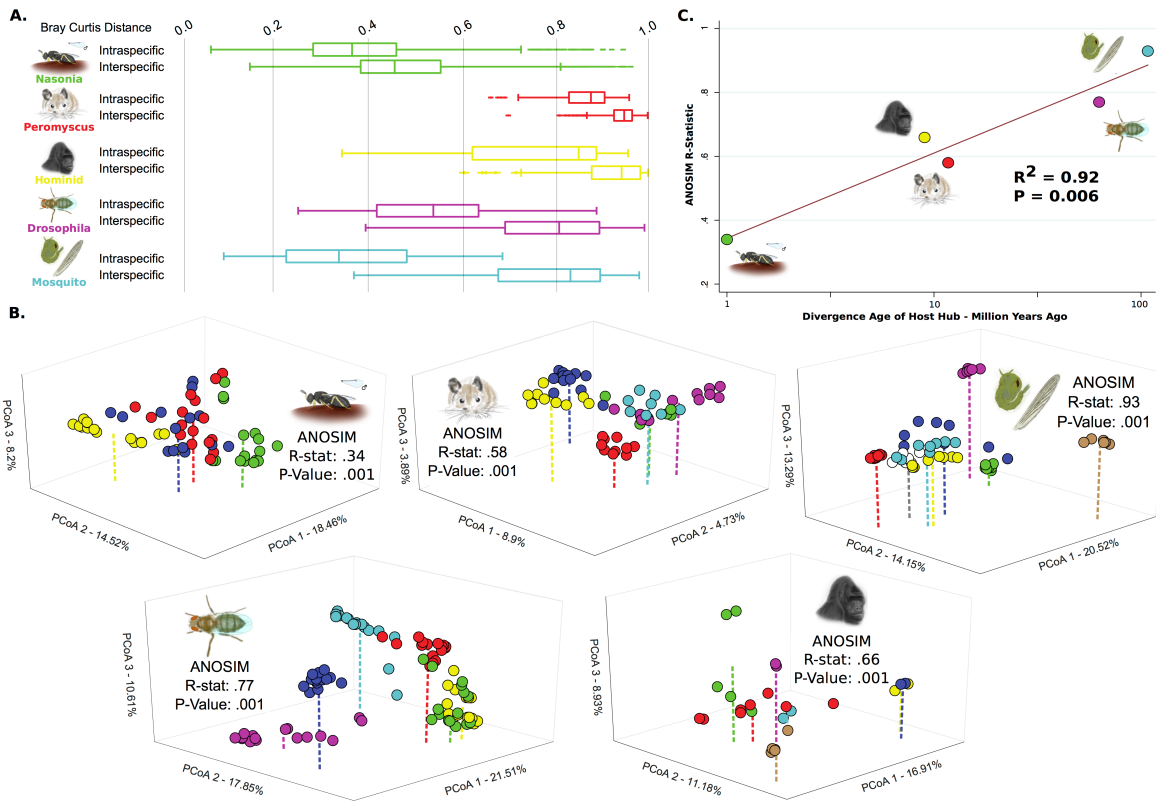 A.
Bray Curtis Distance
0.0
0.2
0.4
0.6
0.8
1.0
Intraspecific
Interspecific
Nasonia
Intraspecific
Interspecific
Peromyscus
Intraspecific
Interspecific
Hominid
Intraspecific
Interspecific
Drosophila
Intraspecific
Interspecific
Mosquito
C.
ANOSIM R-Statistic
1
.8
.6
.4
.2
R2 = 0.92
P = 0.006
1
10
100
Divergence Age of Host Hub - Million Years Ago
B.
PCoA 3 - 8.2%
ANOSIM
R-stat: .34
P-Value: .001
PCoA 2 - 14.52%
PCoA 1 - 18.46%
PCoA 3 - 3.89%
ANOSIM
R-stat: .58
P-Value: .001
PCoA 1 - 8.9%
PCoA 2 - 4.73%
PCoA 3 - 13.29%
ANOSIM
R-stat: .93
P-Value: .001
PCoA 2 - 14.15%
PCoA 1 - 20.52%
PCoA 3 - 10.61%
ANOSIM
R-stat: .77
P-Value: .001
PCoA 2 - 17.85%
PCoA 1 - 21.51%
PCoA 3 - 8.93%
ANOSIM
R-stat: .66
P-Value: .001
PCoA 2 - 11.18%
PCoA 1 - 16.91%